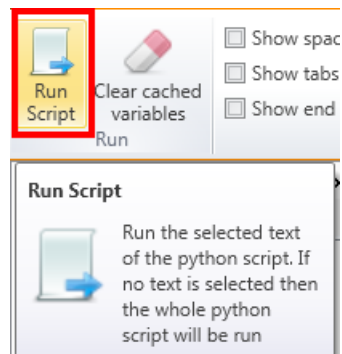 Run Script
Clear cached variables
Show spac
Show tabs
Show end
Run
Run Script
Run the selected text
of the python script. If
no text is selected then
the whole python
script will be run